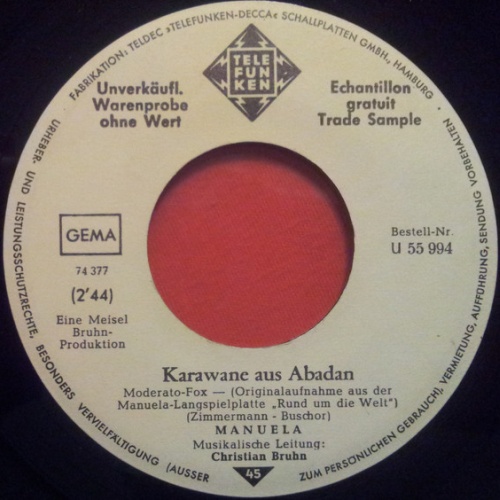 FABRIKATION: TELDEC »TELEFUNKEN-DECCA« SCHALLPLATTEN GMBH., HAMBURG
TELE
FUN
KEN
Unverkäufl.
Warenprobe
ohne Wert
Echantillon
gratuit
Trade Sample
GEMA
74 377
(2'44)
Eine Meisel
Bruhn-
Produktion
Bestell-Nr.
U 55 994
Karawane aus Abadan
Moderato-Fox — (Originalaufnahme aus der
Manuela-Langspielplatte „Rund um die Welt")
(Zimmermann - Buschor)
MANUELA
Musikalische Leitung:
Christian Bruhn
45
URHEBER- UND LEISTUNGSSCHUTZRECHTE, BESONDERS VERVIELFÄLTIGUNG (AUSSER
ZUM PERSÖNLICHEN GEBRAUCH), VERMIETUNG, AUFFÜHRUNG, SENDUNG VORBEHALTEN